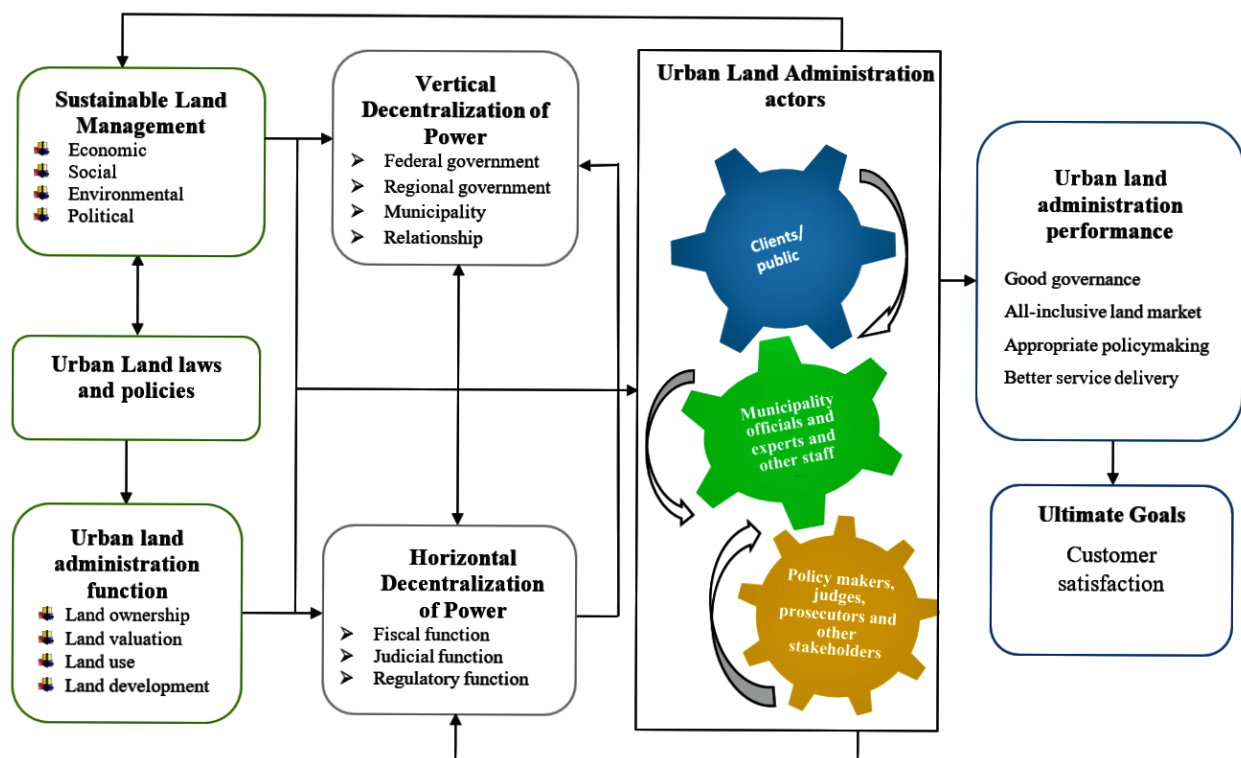 Sustainable Land
Management
Economic
Social
Environmental
Political
Urban Land laws
and policies
Urban land
administration
function
Land ownership
Land valuation
Land use
Land development
Vertical
Decentralization of
Power
Federal government
Regional government
Municipality
Relationship
Horizontal
Decentralization
of Power
Fiscal function
Judicial function
Regulatory function
Urban Land Administration
actors
Clients/
public
Municipality
officials and
experts and
other staff
Policy makers,
judges,
prosecutors and
other
stakeholders
Urban land
administration
performance
Good governance
All-inclusive land market
Appropriate policymaking
Better service delivery
Ultimate Goals
Customer
satisfaction